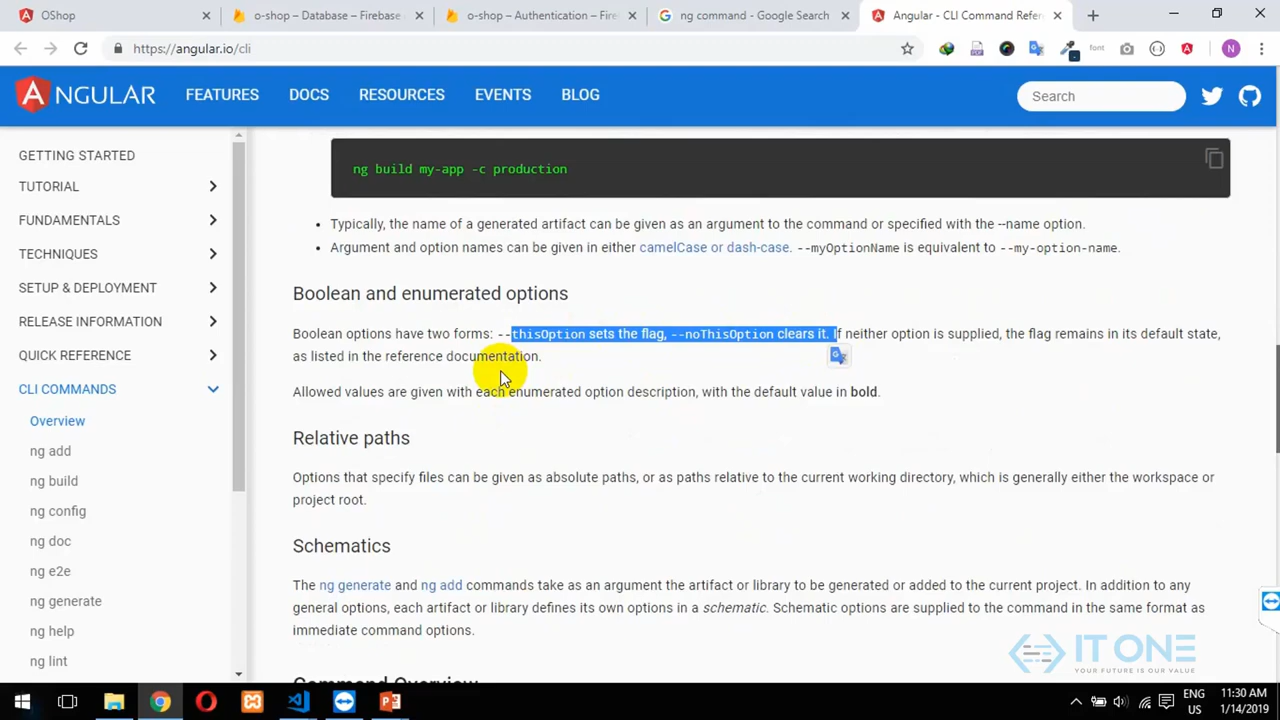 OShop
o-shop – Database – Firebase
o-shop – Authentication – Fire
ng command - Google Search
Angular - CLI Command Refere
https://angular.io/cli
font
N
ANGULAR
FEATURES
DOCS
RESOURCES
EVENTS
BLOG
Search
GETTING STARTED
TUTORIAL
FUNDAMENTALS
TECHNIQUES
SETUP & DEPLOYMENT
RELEASE INFORMATION
QUICK REFERENCE
CLI COMMANDS
Overview
ng add
ng build
ng config
ng doc
ng e2e
ng generate
ng help
ng lint
ng build my-app -c production
• Typically, the name of a generated artifact can be given as an argument to the command or specified with the --name option.
• Argument and option names can be given in either camelCase or dash-case. --myOptionName is equivalent to --my-option-name.
Boolean and enumerated options
Boolean options have two forms: --thisOption sets the flag, --noThisOption clears it. If neither option is supplied, the flag remains in its default state,
as listed in the reference documentation.
Allowed values are given with each enumerated option description, with the default value in bold.
Relative paths
Options that specify files can be given as absolute paths, or as paths relative to the current working directory, which is generally either the workspace or
project root.
Schematics
The ng generate and ng add commands take as an argument the artifact or library to be generated or added to the current project. In addition to any
general options, each artifact or library defines its own options in a schematic. Schematic options are supplied to the command in the same format as
immediate command options.
Command Overview
IT ONE
YOUR FUTURE IS OUR VALUE
ENG
US
11:30 AM
1/14/2019